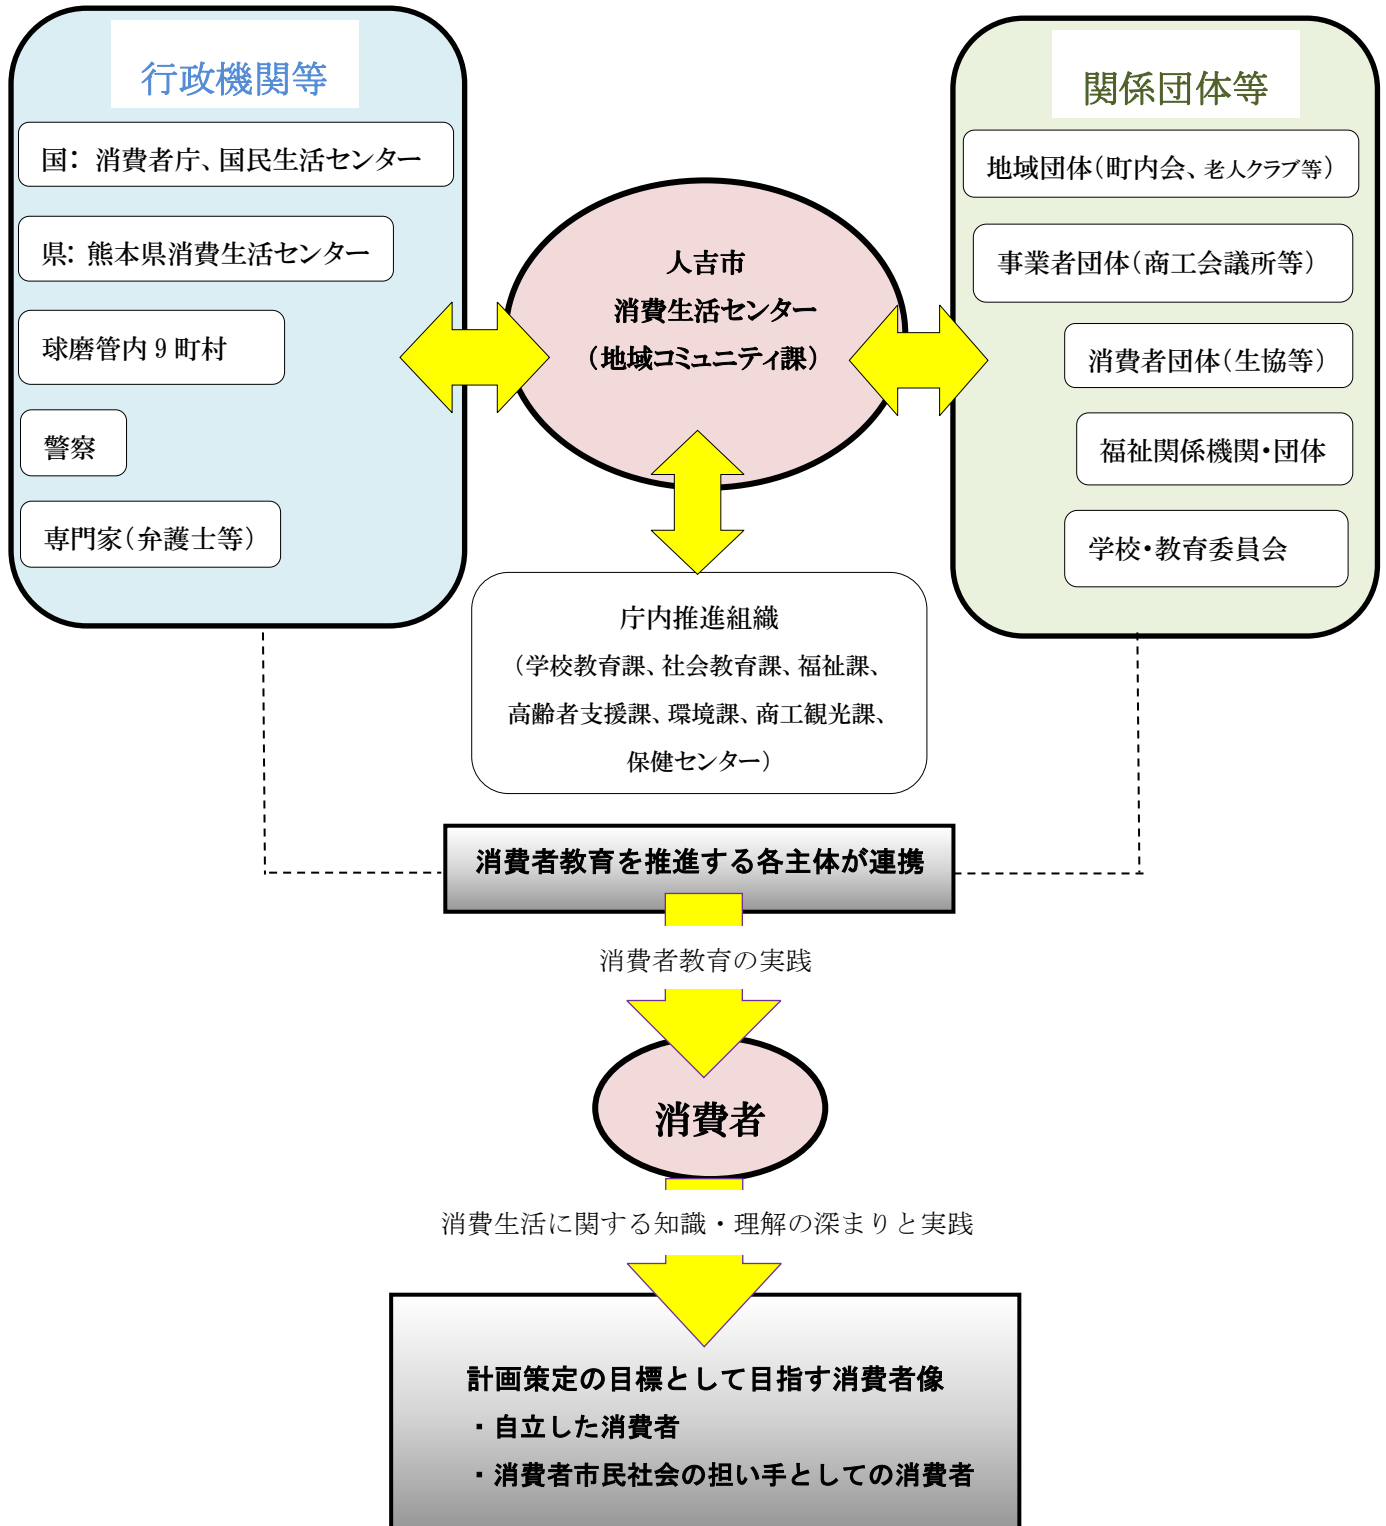 行政機関等
国：消費者庁、国民生活センター
県：熊本県消費生活センター
球磨管内９町村
警察
専門家（弁護士等）
人吉市
消費生活センター
（地域コミュニティ課）
関係団体等
地域団体（町内会、老人クラブ等）
事業者団体（商工会議所等）
消費者団体（生協等）
福祉関係機関・団体
学校・教育委員会
庁内推進組織
（学校教育課、社会教育課、福祉課、
高齢者支援課、環境課、商工観光課、
保健センター）
消費者教育を推進する各主体が連携
消費者教育の実践
消費者
消費生活に関する知識・理解の深まりと実践
計画策定の目標として目指す消費者像
・自立した消費者
・消費者市民社会の担い手としての消費者